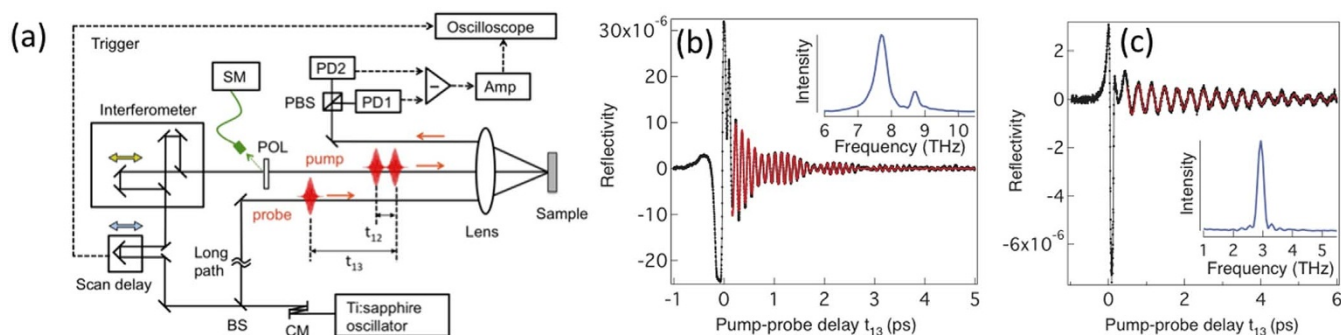 (a)
Trigger
Oscilloscope
SM
PD2
PD1
−
Amp
PBS
Interferometer
POL
pump
probe
t12
t13
Lens
Sample
Scan delay
Long
path
BS
CM
Ti:sapphire
oscillator
(b)
Reflectivity
30x10-6
20
10
0
-10
-20
-1 0 1 2 3 4 5
Pump-probe delay t13 (ps)
Intensity
6 7 8 9 10
Frequency (THz)
(c)
Reflectivity
2
0
-2
-4
-6x10-6
0 2 4 6
Pump-probe delay t13 (ps)
Intensity
1 2 3 4 5
Frequency (THz)